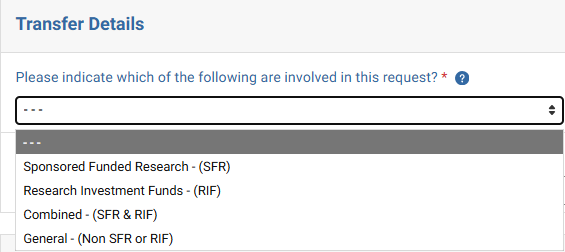 Transfer Details
Please indicate which of the following are involved in this request? * ?
---
---
Sponsored Funded Research - (SFR)
Research Investment Funds - (RIF)
Combined - (SFR & RIF)
General - (Non SFR or RIF)